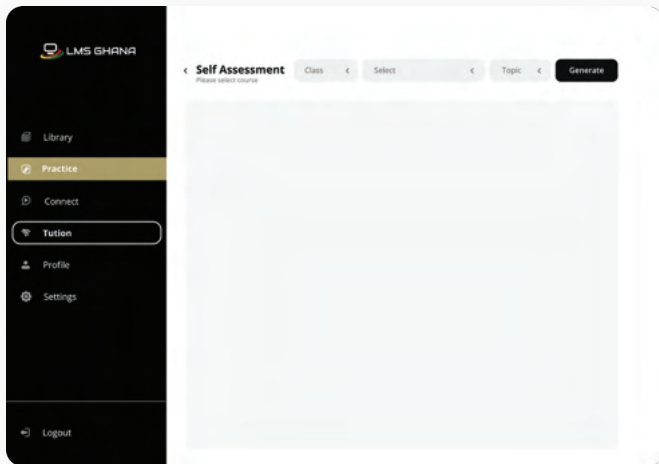 LMS GHANA
Library
Practice
Connect
Tution
Profile
Settings
Logout
Self Assessment
Please select course
Class
Select
Topic
Generate